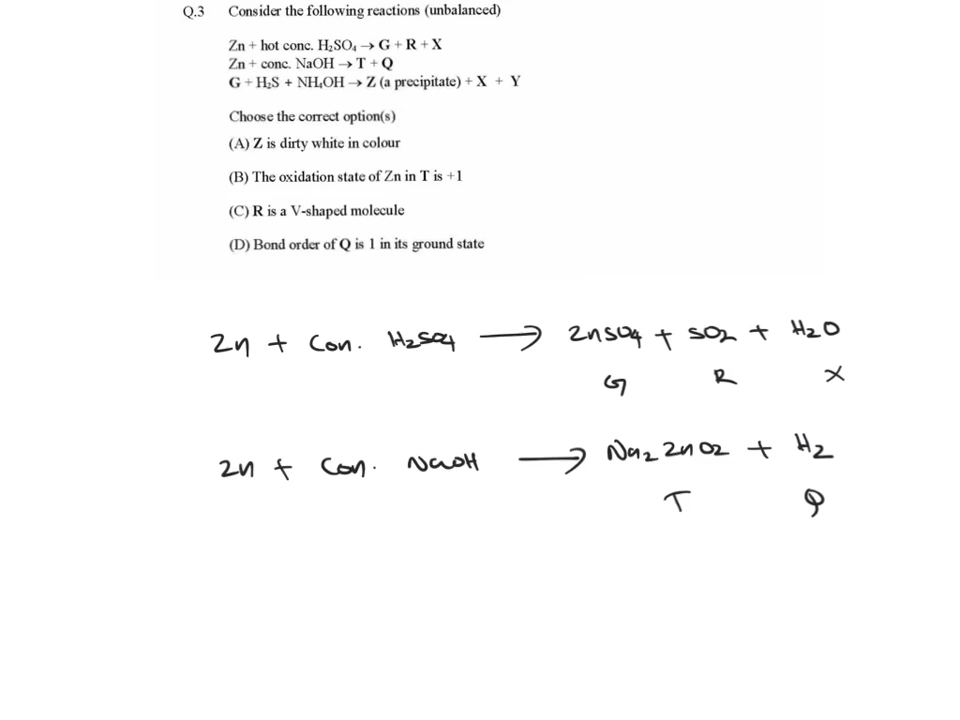 Q.3 Consider the following reactions (unbalanced)
Zn + hot conc. H₂SO₄ → G + R + X
Zn + conc. NaOH → T + Q
G + H₂S + NH₄OH → Z (a precipitate) + X + Y
Choose the correct option(s)
(A) Z is dirty white in colour
(B) The oxidation state of Zn in T is +1
(C) R is a V-shaped molecule
(D) Bond order of Q is 1 in its ground state
Zn + Con. H₂SO₄ → ZnSO₄ + SO₂ + H₂O
G R X
Zn + Con. NaOH → Na₂ZnO₂ + H₂
T Q